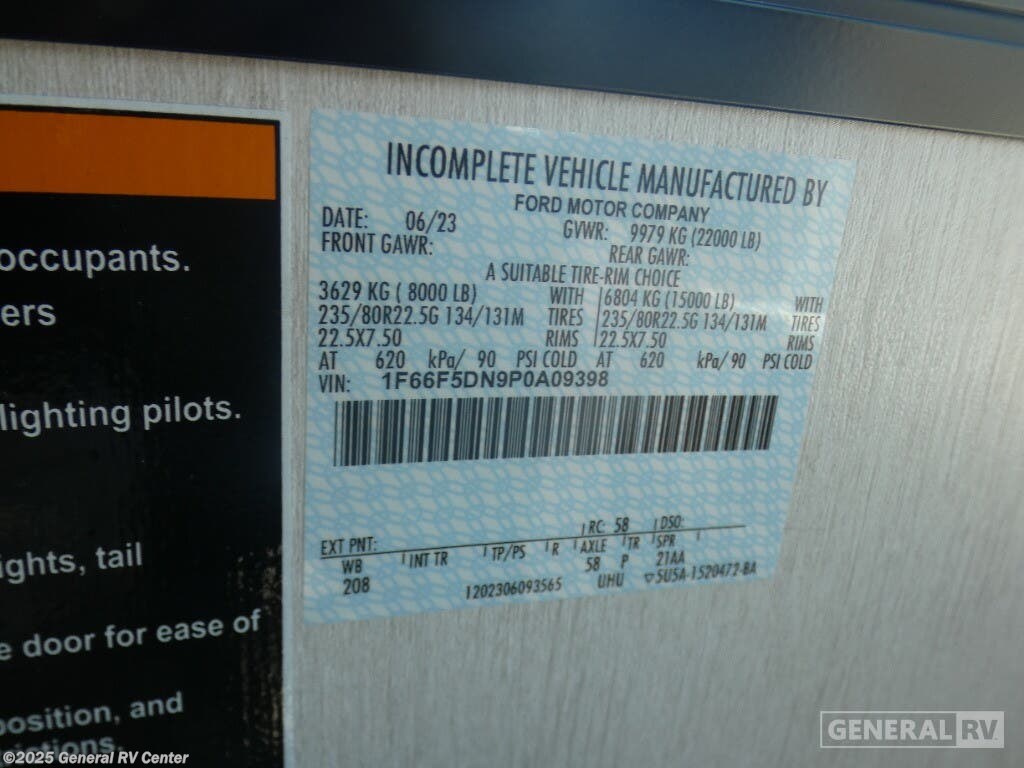 occupants.
ers
lighting pilots.
ights, tail
e door for ease of
position, and
INCOMPLETE VEHICLE MANUFACTURED BY
FORD MOTOR COMPANY
DATE: 06/23 GVWR: 9979 KG (22000 LB)
FRONT GAWR: REAR GAWR:
A SUITABLE TIRE-RIM CHOICE
3629 KG ( 8000 LB) WITH 6804 KG (15000 LB) WITH
235/80R22.5G 134/131M TIRES 235/80R22.5G 134/131M TIRES
22.5X7.50 RIMS 22.5X7.50 RIMS
AT 620 kPa/ 90 PSI COLD AT 620 kPa/ 90 PSI COLD
VIN: 1F66F5DN9P0A09398
EXT PNT: RC: 58 DSO:
WB INT TR TP/PS R AXLE TR SPR
208 58 P 21AA
1202306093565 UHU ▽5U5A-1520472-BA
GENERAL RV
©2025 General RV Center